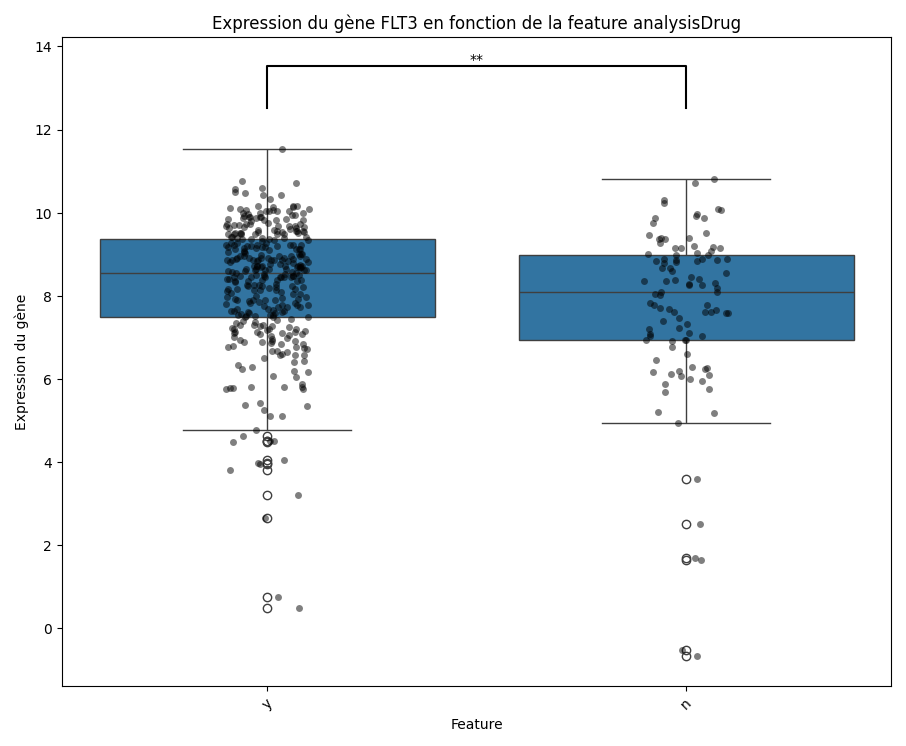 Expression du gène FLT3 en fonction de la feature analysisDrug
**
14
12
10
8
6
4
2
0
Expression du gène
y
n
Feature